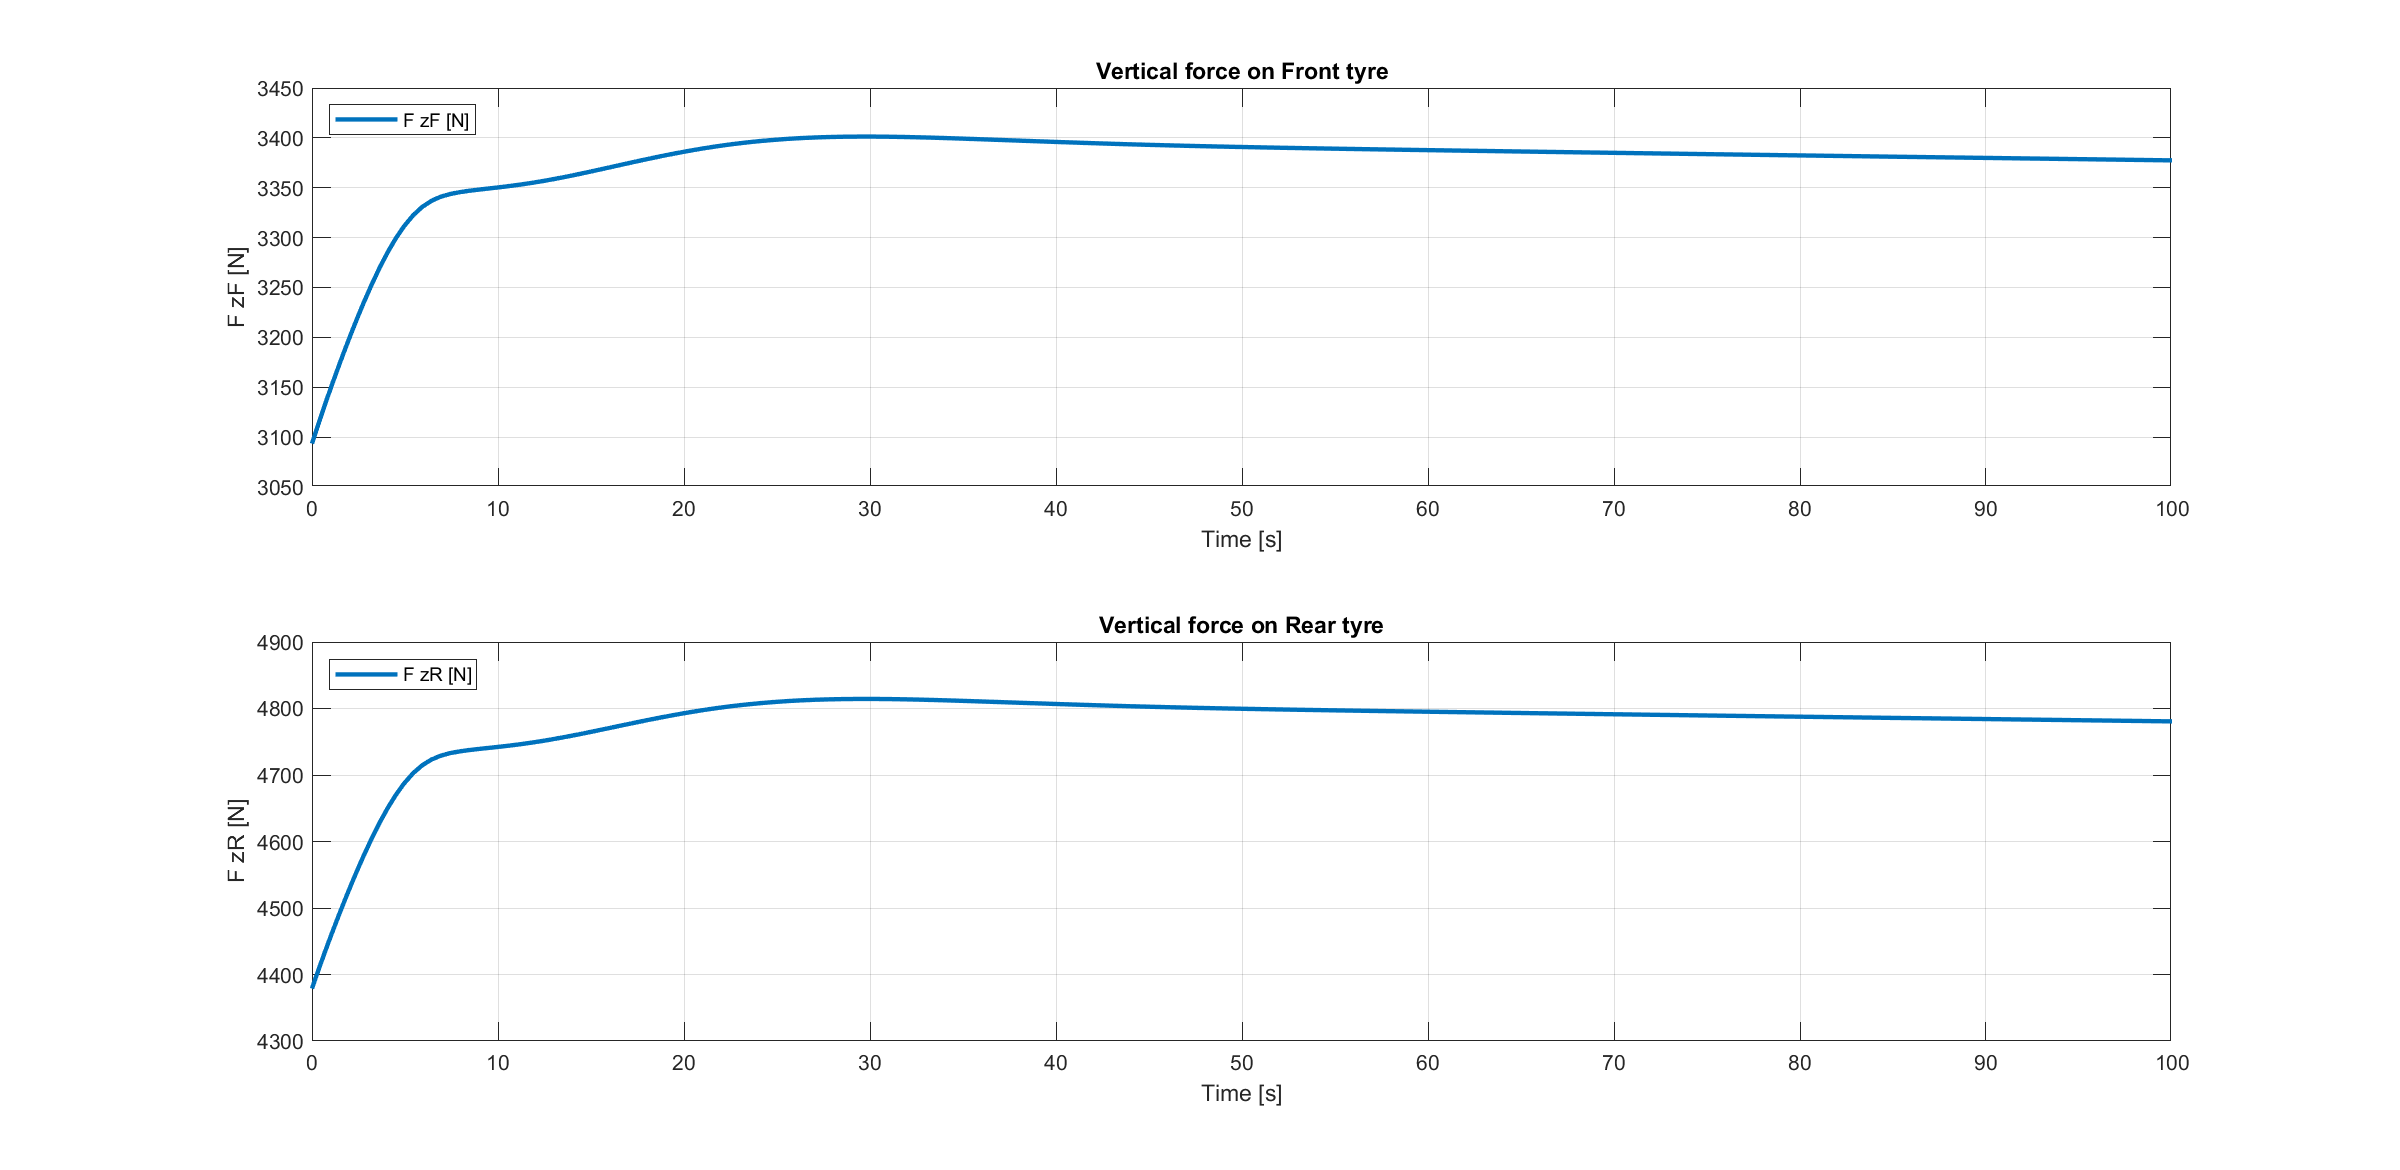 Vertical force on Front tyre
F zF [N]
3450
3400
3350
3300
3250
3200
3150
3100
3050
F zF [N]
0 10 20 30 40 50 60 70 80 90 100
Time [s]
Vertical force on Rear tyre
F zR [N]
4900
4800
4700
4600
4500
4400
4300
F zR [N]
0 10 20 30 40 50 60 70 80 90 100
Time [s]